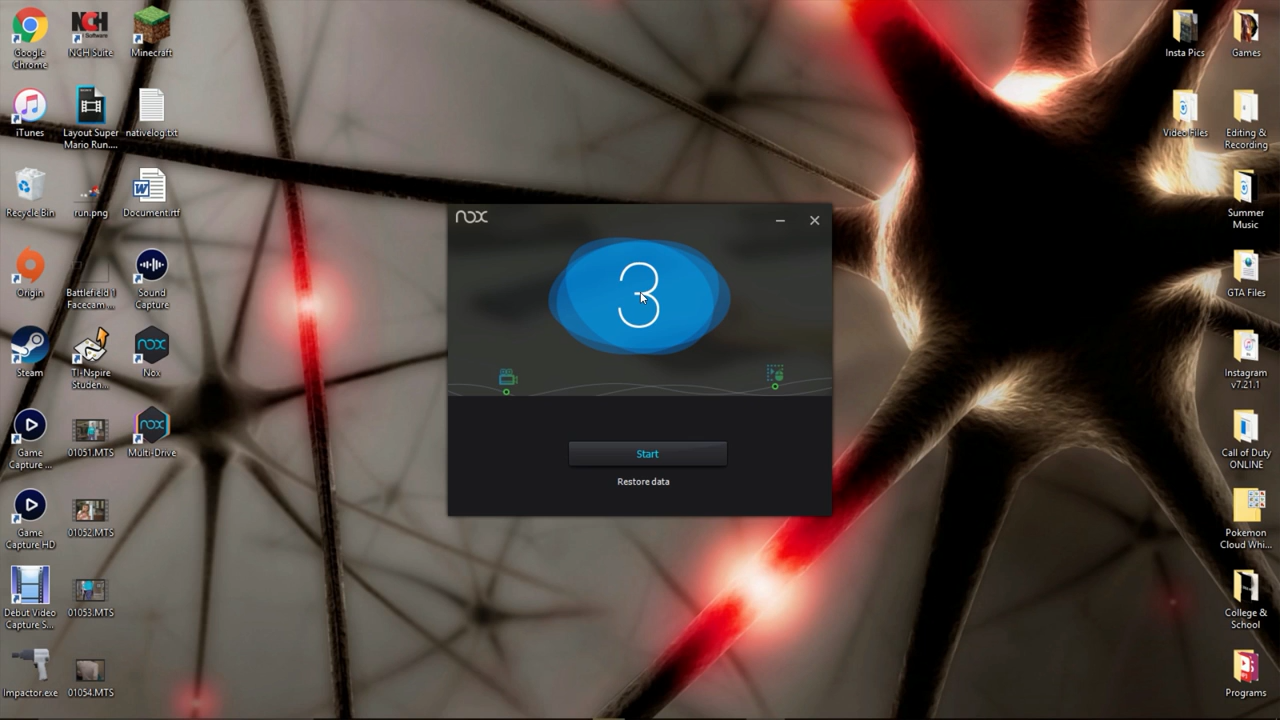 Google
Chrome
NCH
Software
NCH Suite
Minecraft
Insta Pics
Games
iTunes
Layout Super
Mario Run....
nativelog.txt
Video Files
Editing &
Recording
Recycle Bin
run.png
W
Document.rtf
Summer
Music
nox
3
Origin
Battlefield 1
Facecam ...
Sound
Capture
GTA Files
Steam
TI-Nspire
Studen...
nox
Nox
Instagram
v7.21.1
Game
Capture ...
01051.MTS
nox
Multi-Drive
Call of Duty
ONLINE
Start
Restore data
Game
Capture HD
01052.MTS
Pokemon
Cloud Whi...
Debut Video
Capture S...
01053.MTS
College &
School
Impactor.exe
01054.MTS
Programs